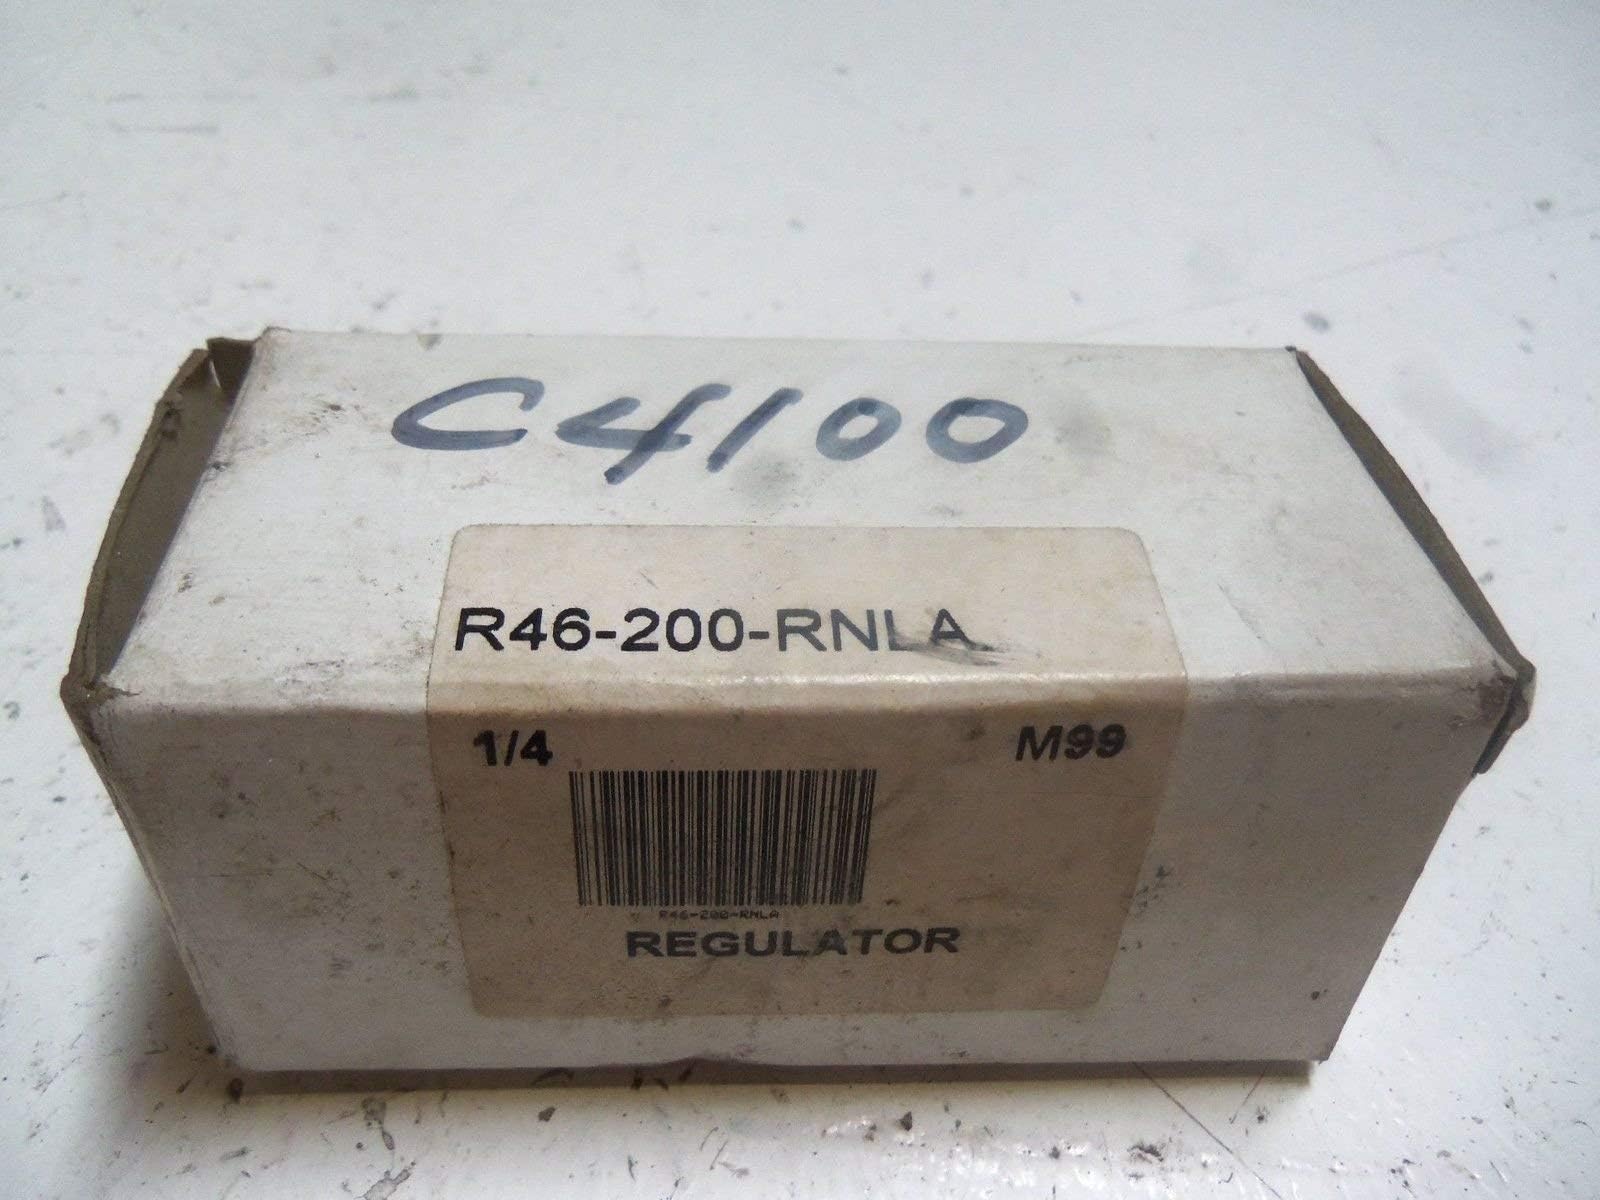 C4100
R46-200-RNLA
1/4 M99
R46-200-RNLA
REGULATOR